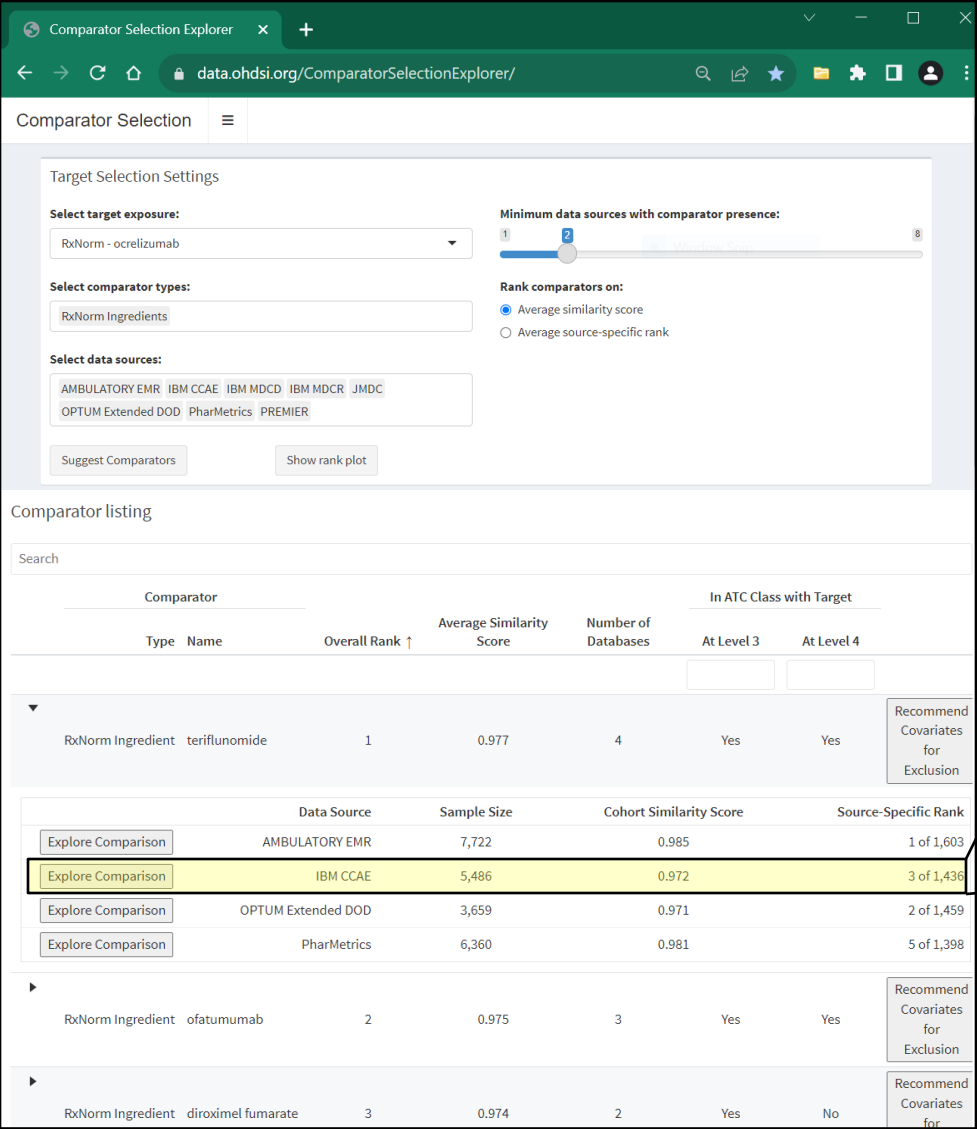 Comparator Selection Explorer
data.ohdsi.org/ComparatorSelectionExplorer/
Comparator Selection
Target Selection Settings
Select target exposure:
RxNorm - ocrelizumab
Select comparator types:
RxNorm Ingredients
Select data sources:
AMBULATORY EMR IBM CCAE IBM MDCD IBM MDCR JMDC
OPTUM Extended DOD PharMetrics PREMIER
Suggest Comparators Show rank plot
Minimum data sources with comparator presence:
1 2 8
Window Snip
Rank comparators on:
Average similarity score
Average source-specific rank
Comparator listing
Search
Comparator In ATC Class with Target
Type Name Overall Rank ↑ Average Similarity Score Number of Databases At Level 3 At Level 4
RxNorm Ingredient teriflunomide 1 0.977 4 Yes Yes Recommend Covariates for Exclusion
Data Source Sample Size Cohort Similarity Score Source-Specific Rank
Explore Comparison AMBULATORY EMR 7,722 0.985 1 of 1,603
Explore Comparison IBM CCAE 5,486 0.972 3 of 1,436
Explore Comparison OPTUM Extended DOD 3,659 0.971 2 of 1,459
Explore Comparison PharMetrics 6,360 0.981 5 of 1,398
RxNorm Ingredient ofatumumab 2 0.975 3 Yes Yes Recommend Covariates for Exclusion
RxNorm Ingredient diroximel fumarate 3 0.974 2 Yes No Recommend Covariates for